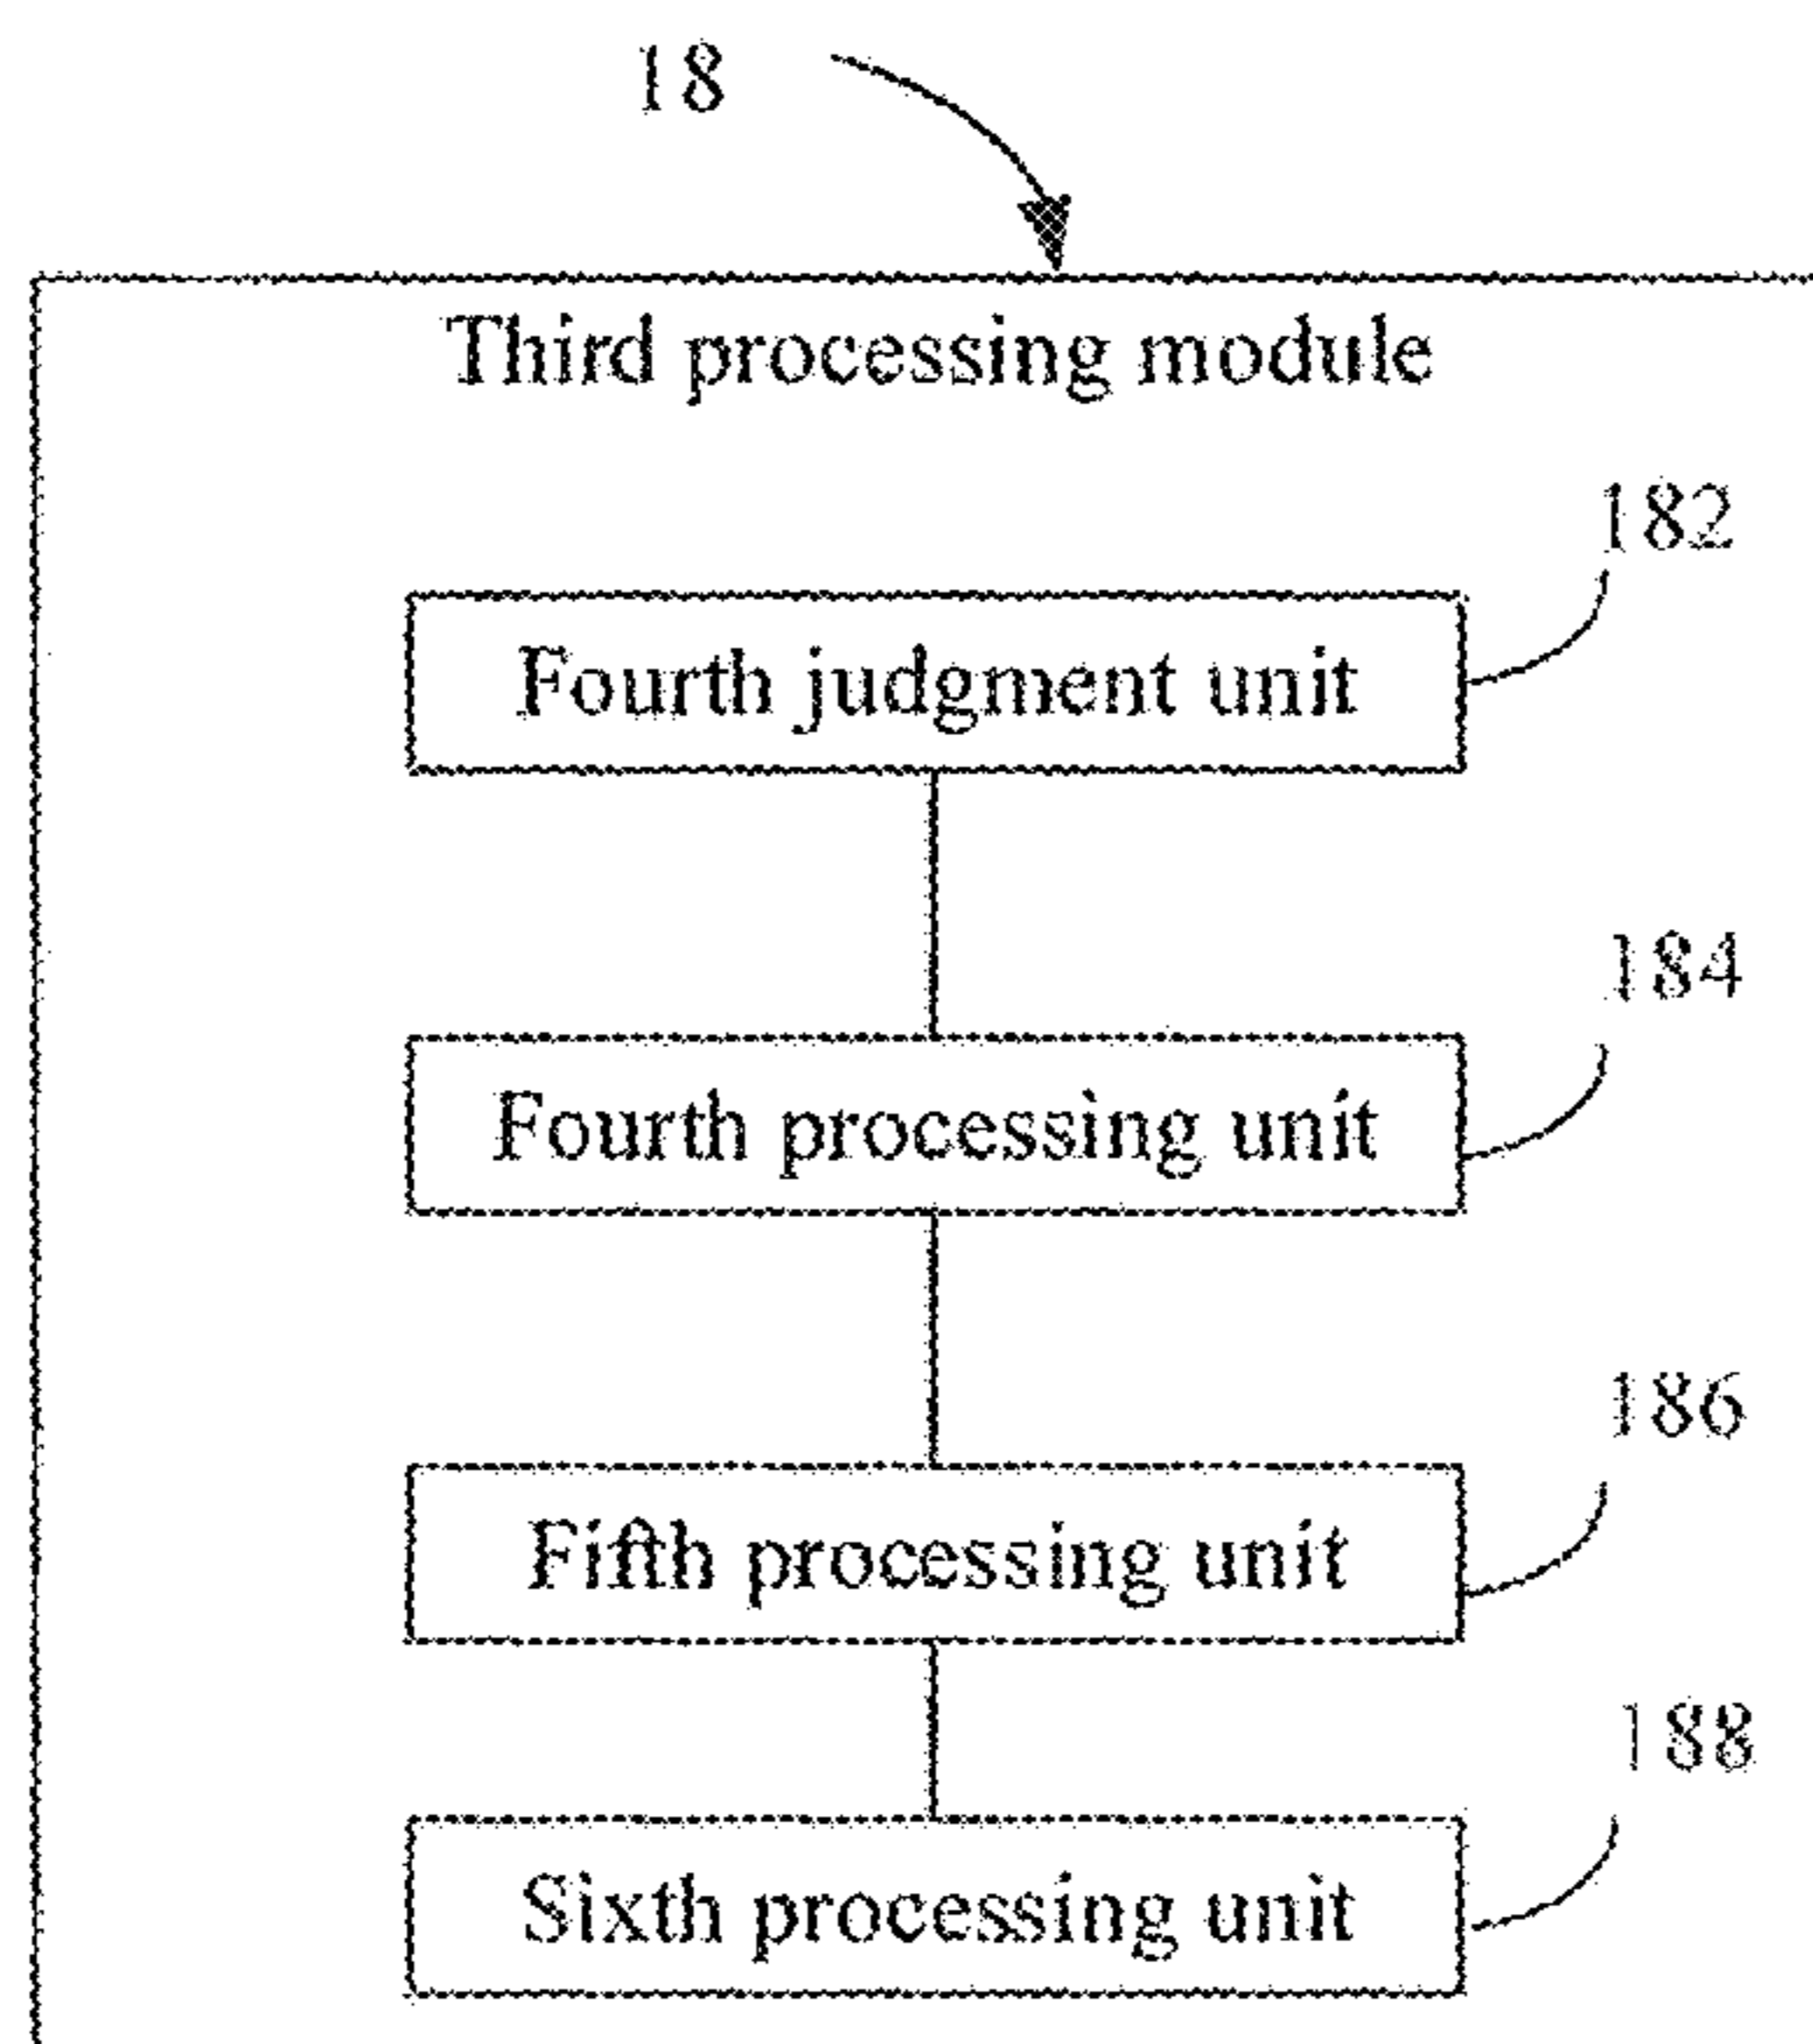 18
Third processing module
182
Fourth judgment unit
184
Fourth processing unit
186
Fifth processing unit
188
Sixth processing unit